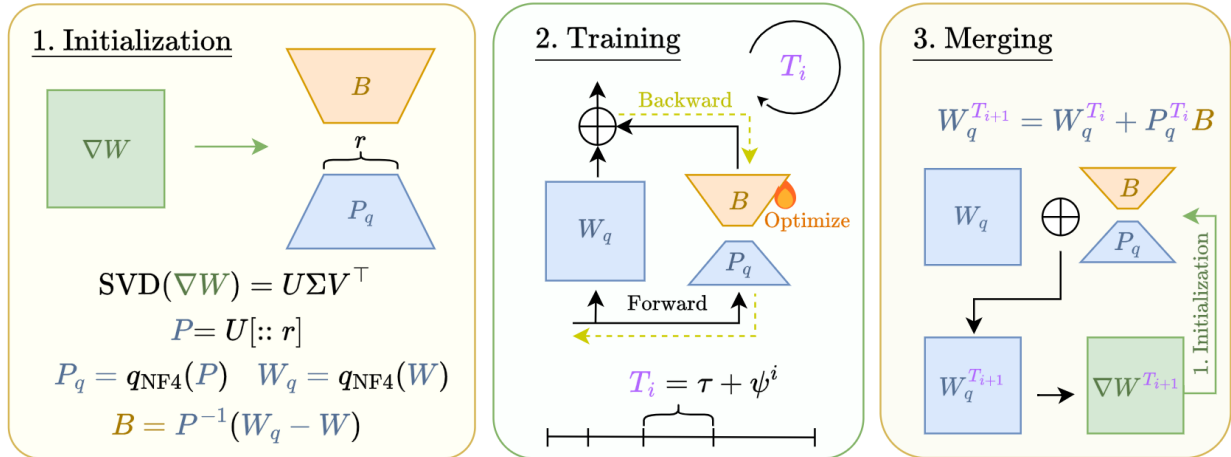 1. Initialization
∇W
B
r
P_q
SVD(∇W) = UΣV^⊤
P= U[:: r]
P_q = q_NF4(P) W_q = q_NF4(W)
B = P^{-1}(W_q − W)
2. Training
T_i
Backward
W_q
B
Optimize
P_q
Forward
T_i = τ + ψ^i
3. Merging
W_q^{T_{i+1}} = W_q^{T_i} + P_q^{T_i} B
W_q
B
P_q
1. Initialization
W_q^{T_{i+1}}
∇W^{T_{i+1}}